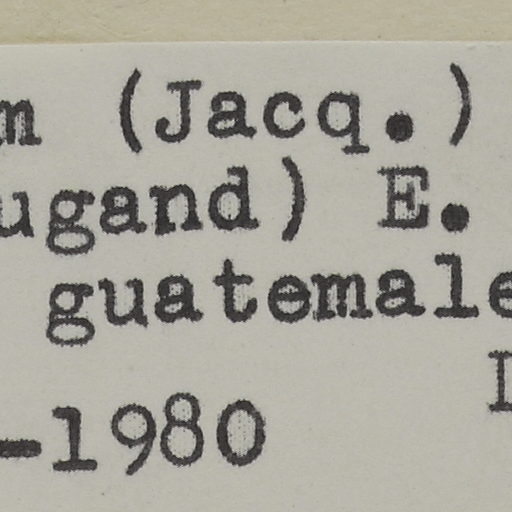 m (Jacq.)
ugand) E.
guatemale
-1980